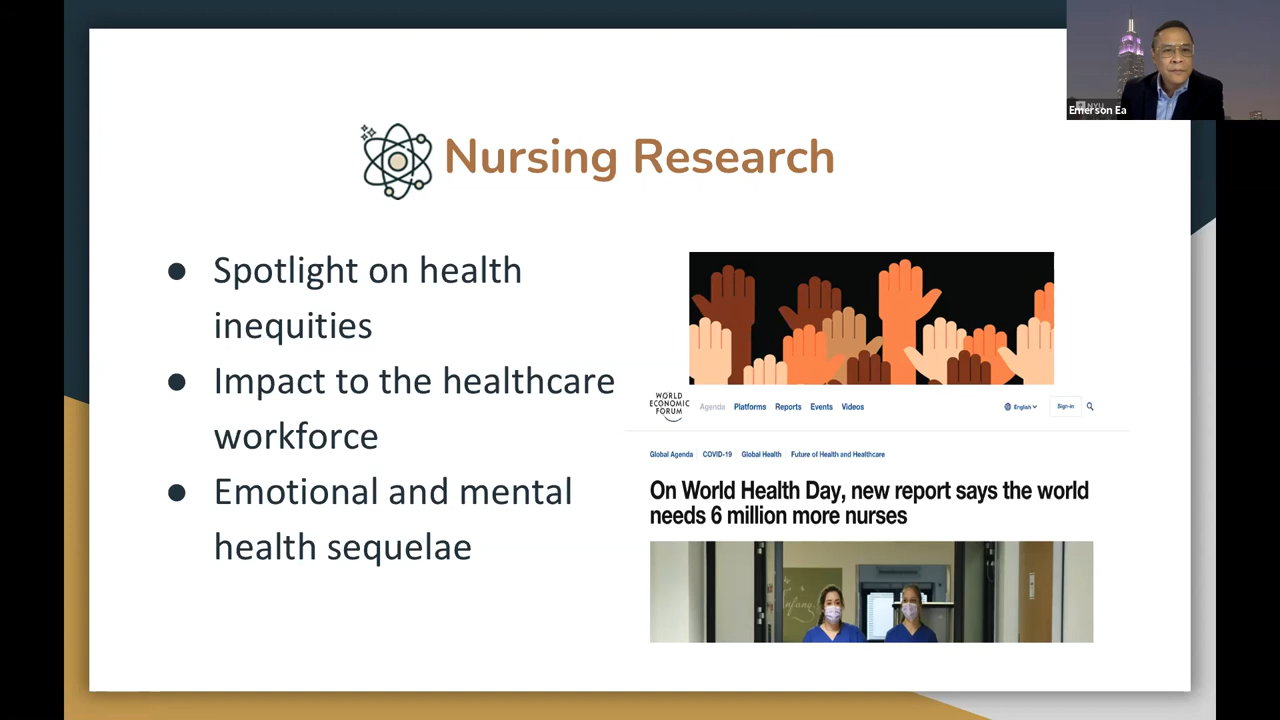 NYU
Emerson Ea
Nursing Research
● Spotlight on health
inequities
● Impact to the healthcare
workforce
● Emotional and mental
health sequelae
WORLD
ECONOMIC
FORUM
Agenda Platforms Reports Events Videos
English
Sign-in
Global Agenda COVID-19 Global Health Future of Health and Healthcare
On World Health Day, new report says the world
needs 6 million more nurses